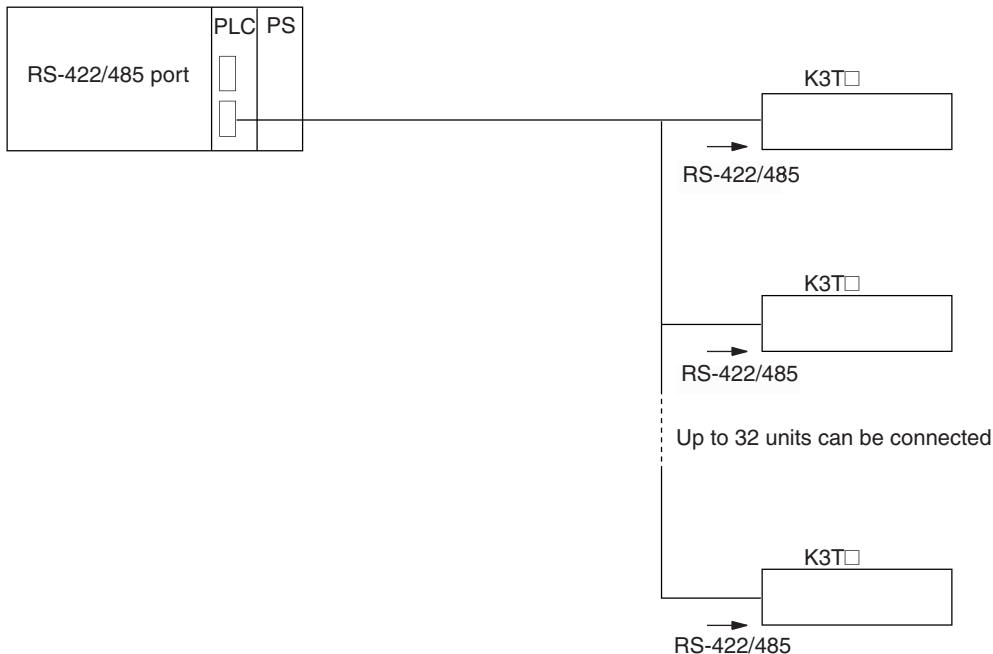 PLC PS
RS-422/485 port
K3T□
RS-422/485
K3T□
RS-422/485
Up to 32 units can be connected
K3T□
RS-422/485